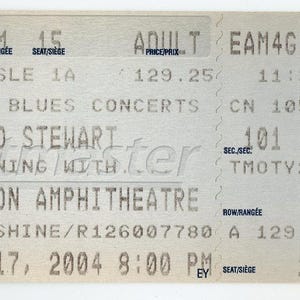 15 ADULT EAM4G
GÉE SEAT/SIÈGE PRICE/PRIX
SLE 1A 129.25 11:
BLUES CONCERTS CN 10
STEWART
SEC./SEC. 101
NING WITH TMOTY
ON AMPHITHEATRE
ROW/RANGÉE
SHINE/R126007780 A 129
17, 2004 8:00 PM
EY SEAT/SIÈGE